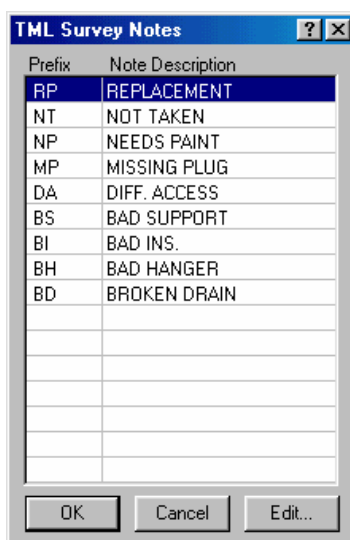 TML Survey Notes
Prefix Note Description
RP REPLACEMENT
NT NOT TAKEN
NP NEEDS PAINT
MP MISSING PLUG
DA DIFF. ACCESS
BS BAD SUPPORT
BI BAD INS.
BH BAD HANGER
BD BROKEN DRAIN
OK Cancel Edit...